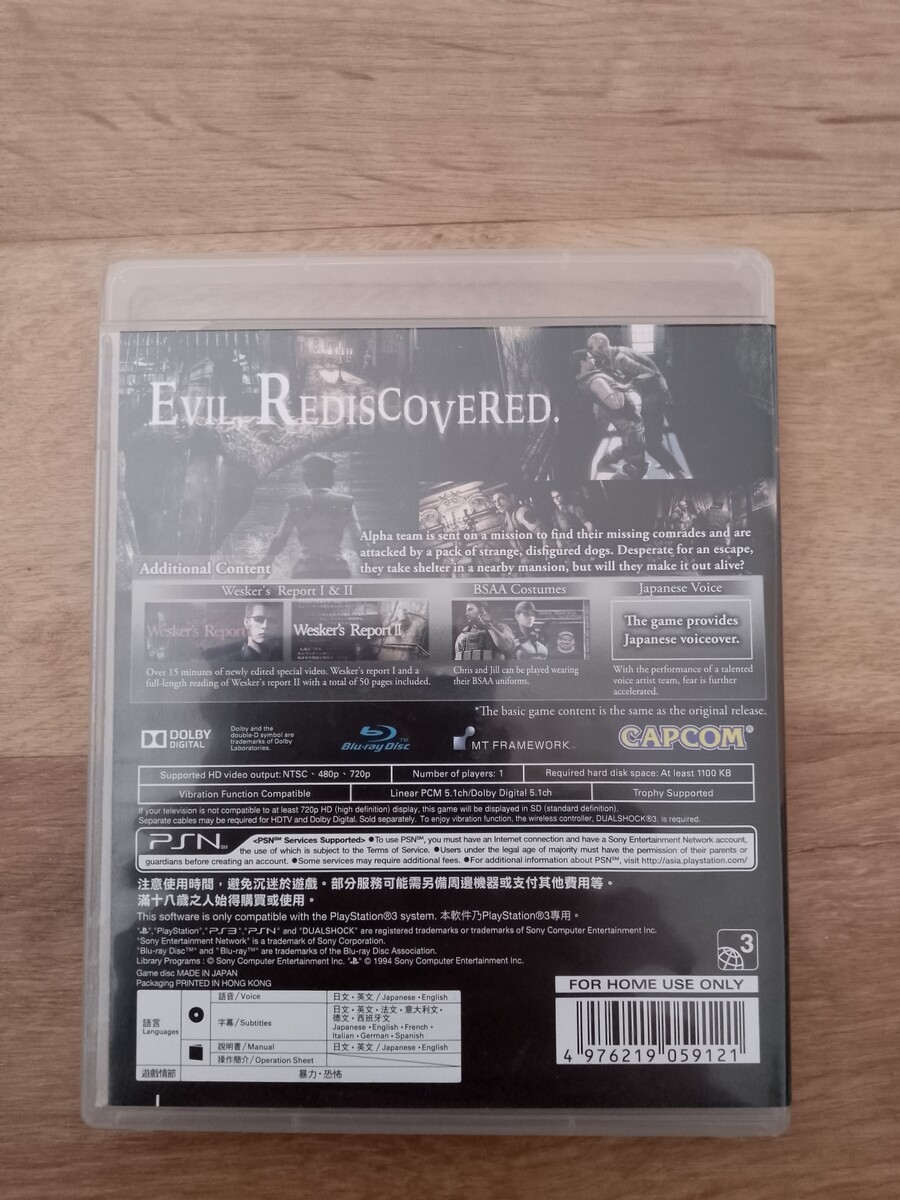 EVIL, REDISCOVERED.
Alpha team is sent on a mission to find their missing comrades and are
attacked by a pack of strange, disfigured dogs. Desperate for an escape,
they take shelter in a nearby mansion, but will they make it out alive?
Additional Content
Wesker's Report I & II
Wesker's Report
Wesker's Report II
Over 15 minutes of newly edited special video. Wesker's report I and a
full-length reading of Wesker's report II with a total of 50 pages included.
BSAA Costumes
Chris and Jill can be played wearing
their BSAA uniforms.
Japanese Voice
The game provides
Japanese voiceover.
With the performance of a talented
voice artist team, fear is further
accelerated.
*The basic game content is the same as the original release.
DOLBY
DIGITAL
Dolby and the
double-D symbol are
trademarks of Dolby
Laboratories.
Blu-ray Disc™
MT FRAMEWORK™
CAPCOM®
Supported HD video output: NTSC、480p、720p
Number of players: 1
Required hard disk space: At least 1100 KB
Vibration Function Compatible
Linear PCM 5.1ch/Dolby Digital 5.1ch
Trophy Supported
If your television is not compatible to at least 720p HD (high definition) display, this game will be displayed in SD (standard definition).
Separate cables may be required for HDTV and Dolby Digital. Sold separately. To enjoy vibration function, the wireless controller, DUALSHOCK®3, is required.
PSN℠ <PSN℠ Services Supported> ●To use PSN℠, you must have an Internet connection and have a Sony Entertainment Network account,
the use of which is subject to the Terms of Service. ●Users under the legal age of majority must have the permission of their parents or
guardians before creating an account. ●Some services may require additional fees. ●For additional information about PSN℠, visit http://asia.playstation.com/
注意使用時間，避免沉迷於遊戲。部分服務可能需另備周邊機器或支付其他費用等。
滿十八歲之人始得購買或使用。
This software is only compatible with the PlayStation®3 system. 本軟件乃PlayStation®3專用。
"PlayStation", "PS3", "PSN" and "DUALSHOCK" are registered trademarks or trademarks of Sony Computer Entertainment Inc.
"Sony Entertainment Network" is a trademark of Sony Corporation.
"Blu-ray Disc™" and "Blu-ray™" are trademarks of the Blu-ray Disc Association.
Library Programs : © Sony Computer Entertainment Inc. © 1994 Sony Computer Entertainment Inc.
Game disc MADE IN JAPAN
Packaging PRINTED IN HONG KONG
3
FOR HOME USE ONLY
4 976219 059121
語言
Languages
語音/Voice
日文・英文/Japanese・English
字幕/Subtitles
日文・英文・法文・意大利文・
德文・西班牙文
Japanese・English・French・
Italian・German・Spanish
說明書/Manual
日文・英文/Japanese・English
操作簡介/Operation Sheet
遊戲情節
暴力・恐怖